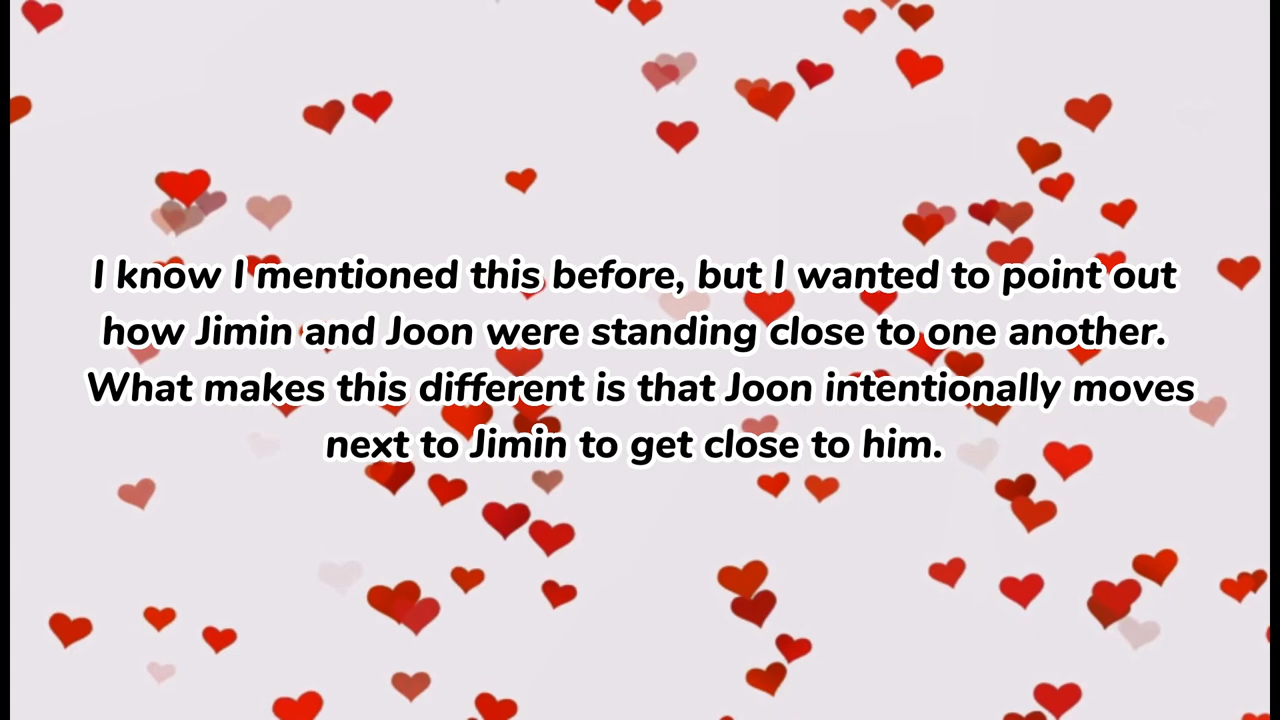 I know I mentioned this before, but I wanted to point out
how Jimin and Joon were standing close to one another.
What makes this different is that Joon intentionally moves
next to Jimin to get close to him.